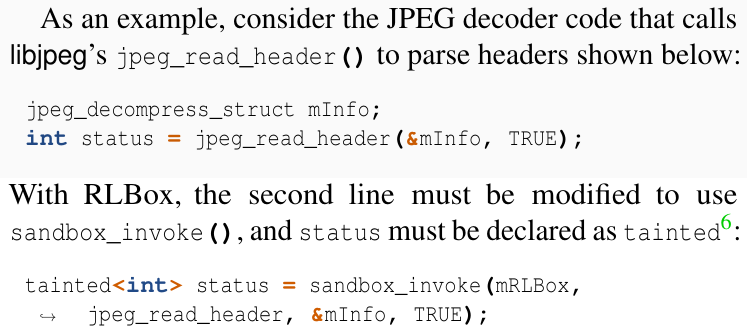 As an example, consider the JPEG decoder code that calls
libjpeg’s jpeg_read_header() to parse headers shown below:
jpeg_decompress_struct mInfo;
int status = jpeg_read_header(&mInfo, TRUE);
With RLBox, the second line must be modified to use
sandbox_invoke(), and status must be declared as tainted6:
tainted<int> status = sandbox_invoke(mRLBox,
↪ jpeg_read_header, &mInfo, TRUE);